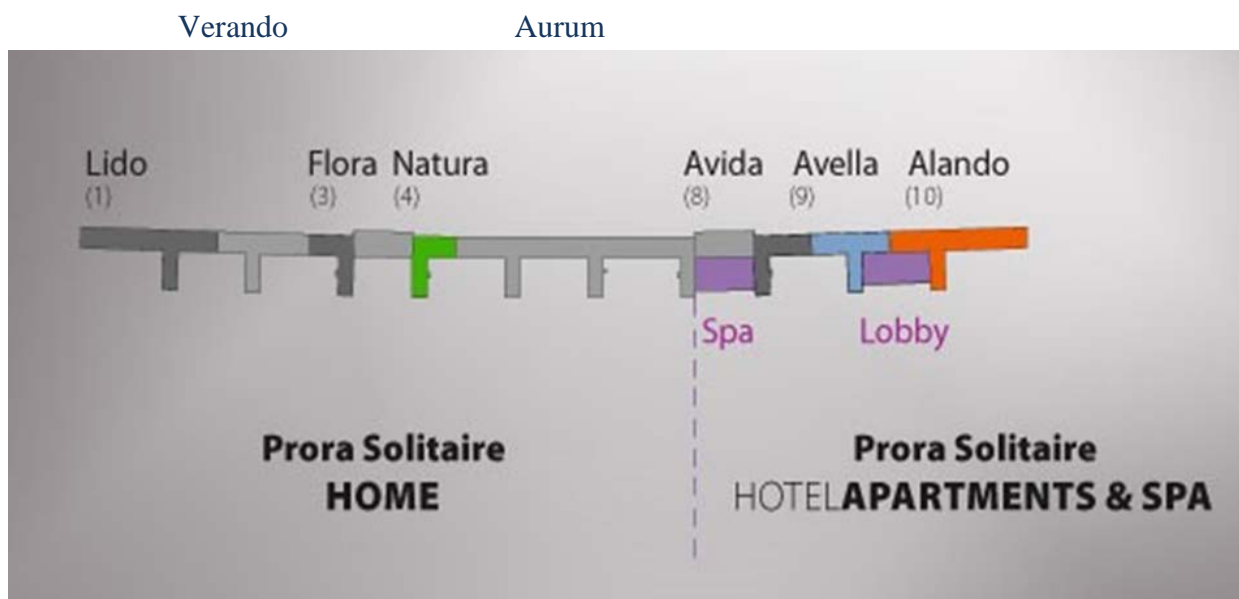 Verando Aurum
Lido Flora Natura Avida Avella Alando
(1) (3) (4) (8) (9) (10)
Spa Lobby
Prora Solitaire Prora Solitaire
HOME HOTELAPARTMENTS & SPA